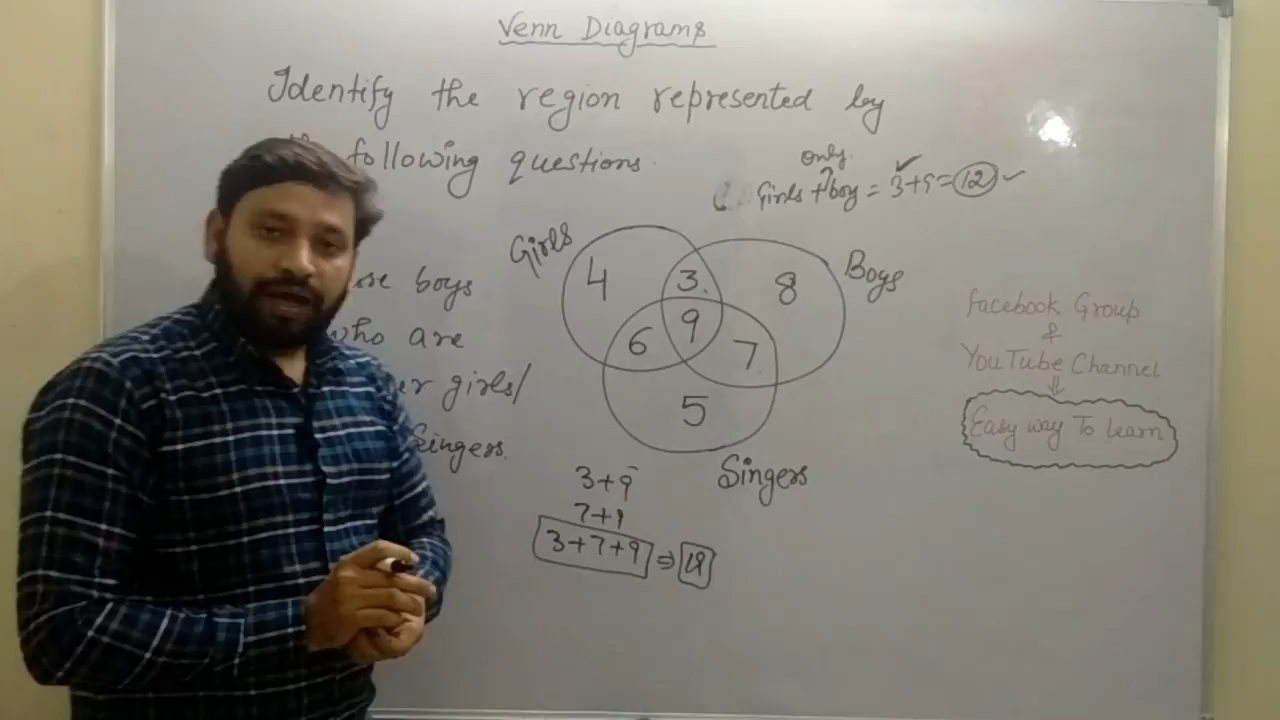 Venn Diagrams
Identify the region represented by
following questions.
only
Girls + boy = 3+9=12
Girls
Boys
4
3
8
9
6
7
5
Singers
boys
who are
er girls/
Singers.
3+9
7+9
3+7+9 ⇒ 19
Facebook Group
&
YouTube Channel
⇓
Easy way To Learn